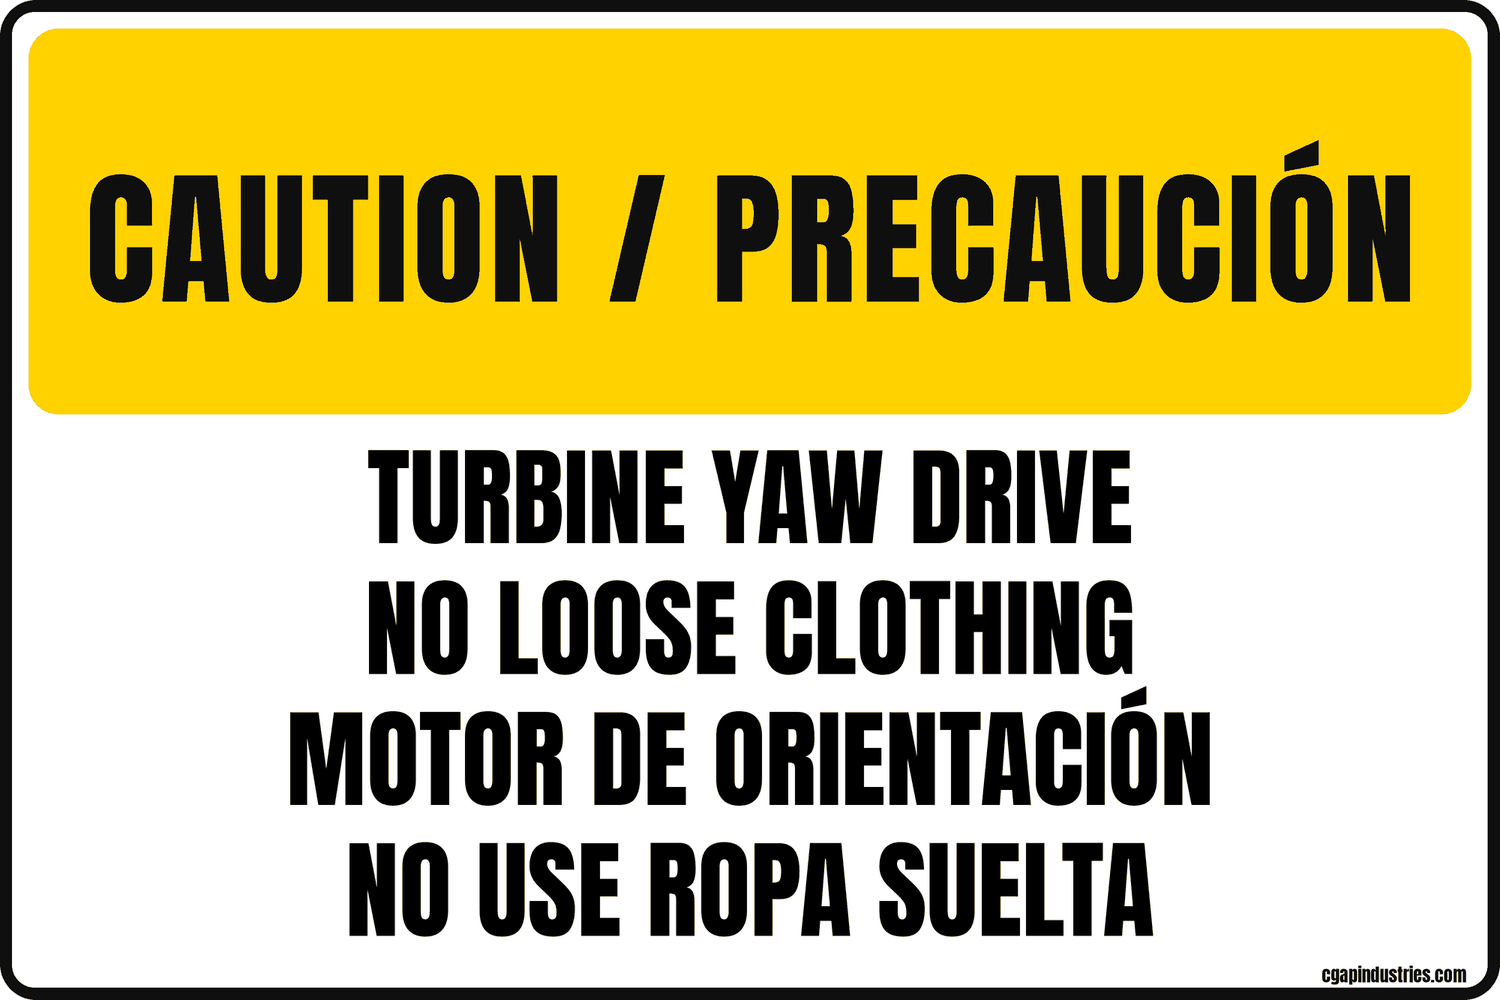 CAUTION / PRECAUCIÓN
TURBINE YAW DRIVE
NO LOOSE CLOTHING
MOTOR DE ORIENTACIÓN
NO USE ROPA SUELTA
cgapindustries.com